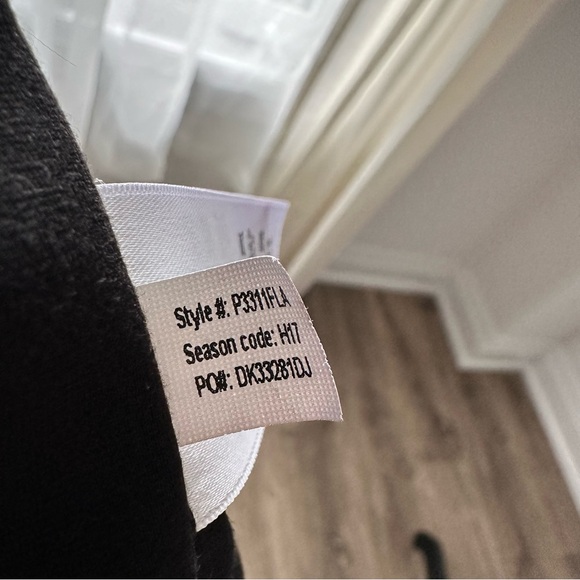 Style #: P3311FLA
Season code: H17
PO#: DK33281DJ